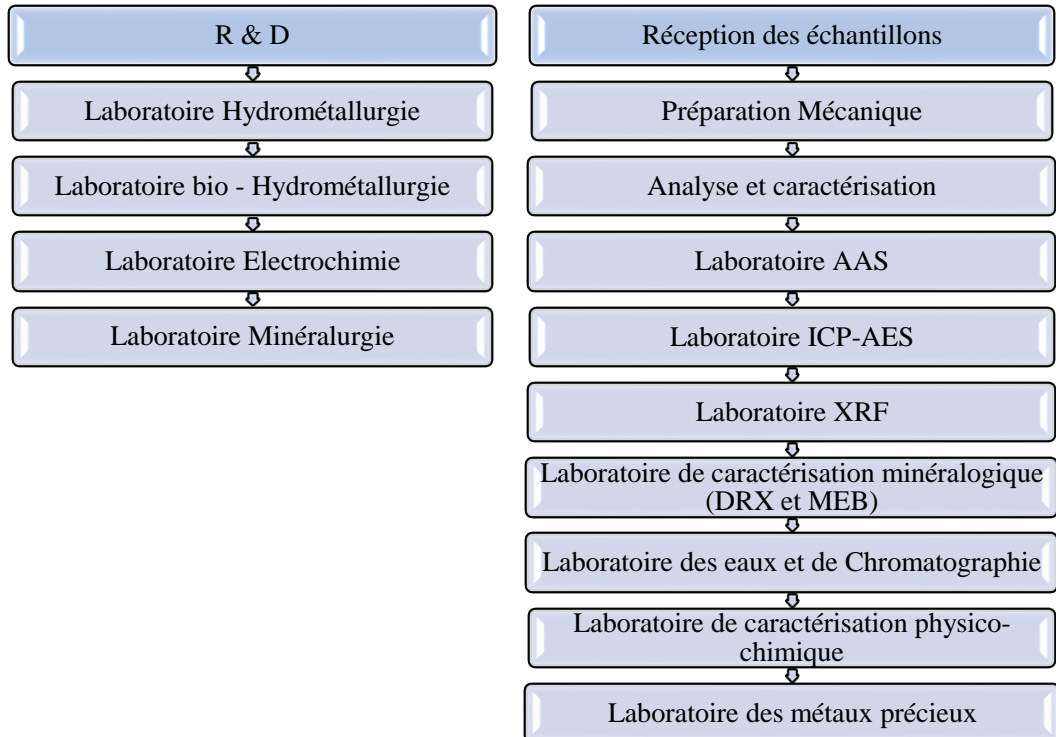 R & D
Laboratoire Hydrométallurgie
Laboratoire bio - Hydrométallurgie
Laboratoire Electrochimie
Laboratoire Minéralurgie
Réception des échantillons
Préparation Mécanique
Analyse et caractérisation
Laboratoire AAS
Laboratoire ICP-AES
Laboratoire XRF
Laboratoire de caractérisation minéralogique
(DRX et MEB)
Laboratoire des eaux et de Chromatographie
Laboratoire de caractérisation physico-
chimique
Laboratoire des métaux précieux